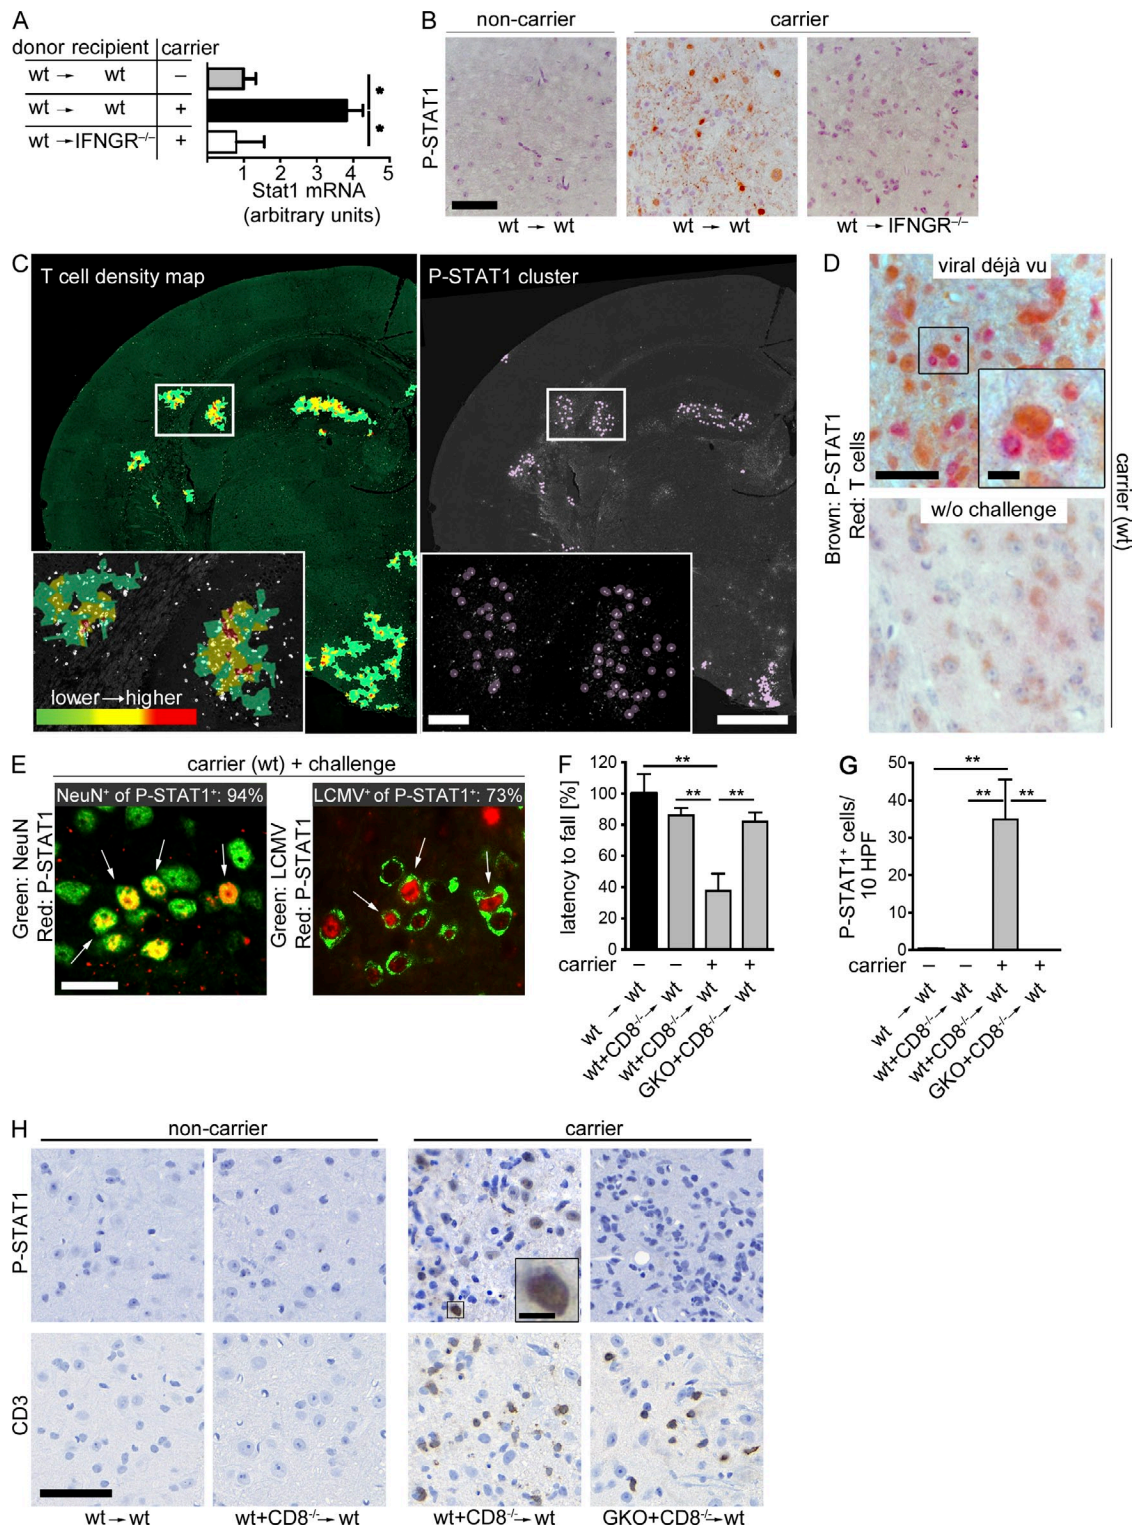 A
donor recipient carrier
wt → wt −
wt → wt +
wt → IFNGR⁻/⁻ +
1 2 3 4 5
Stat1 mRNA
(arbitrary units)
*
*
B
non-carrier carrier
P-STAT1
wt → wt wt → wt wt → IFNGR⁻/⁻
C
T cell density map P-STAT1 cluster
lower → higher
D
viral déjà vu
w/o challenge
Brown: P-STAT1
Red: T cells
carrier (wt)
E
carrier (wt) + challenge
NeuN⁺ of P-STAT1⁺: 94% LCMV⁺ of P-STAT1⁺: 73%
Green: NeuN
Red: P-STAT1
Green: LCMV
Red: P-STAT1
F
latency to fall [%]
120
100
80
60
40
20
0
**
** **
carrier − − + +
wt → wt
wt+CD8⁻/⁻ → wt
wt+CD8⁻/⁻ → wt
GKO+CD8⁻/⁻ → wt
G
P-STAT1⁺ cells/
10 HPF
50
40
30
20
10
0
**
** **
carrier − − + +
wt → wt
wt+CD8⁻/⁻ → wt
wt+CD8⁻/⁻ → wt
GKO+CD8⁻/⁻ → wt
H
non-carrier carrier
P-STAT1
CD3
wt → wt wt+CD8⁻/⁻ → wt wt+CD8⁻/⁻ → wt GKO+CD8⁻/⁻ → wt